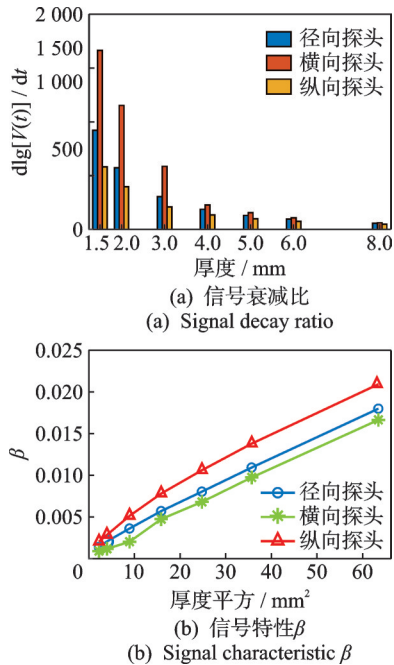 2 000
1 000
500
0
dlg[V(t)] / dt
径向探头
横向探头
纵向探头
1.5 2.0 3.0 4.0 5.0 6.0 8.0
厚度 / mm
(a) 信号衰减比
(a) Signal decay ratio
0.025
0.020
0.015
0.010
0.005
β
径向探头
横向探头
纵向探头
0 10 20 30 40 50 60
厚度平方 / mm²
(b) 信号特性β
(b) Signal characteristic β